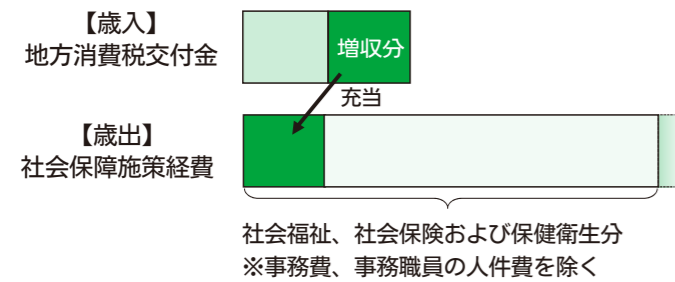 【歳入】
地方消費税交付金
増収分
充当
【歳出】
社会保障施策経費
社会福祉、社会保険および保健衛生分
※事務費、事務職員の人件費を除く